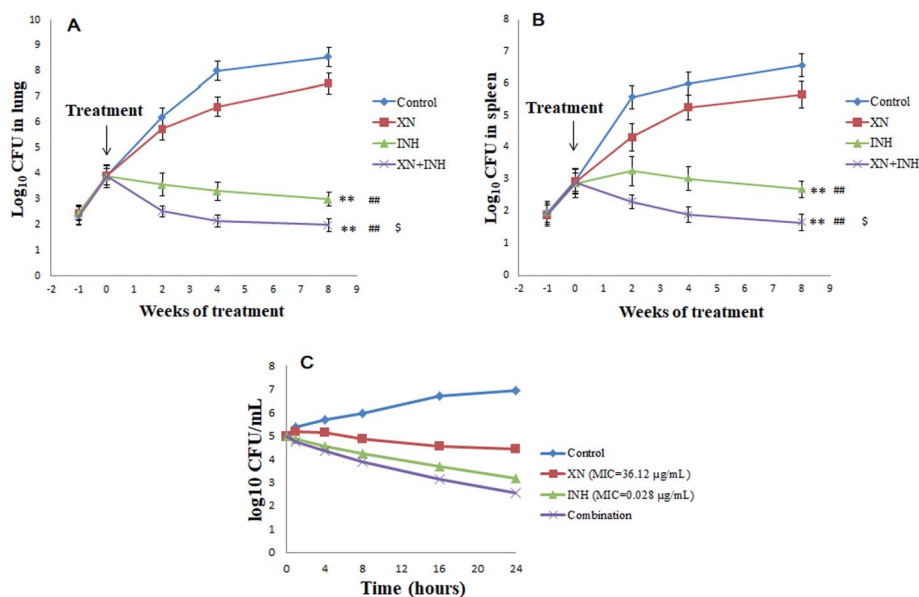 A
10
9
8
7
6
5
4
3
2
1
0
Log10 CFU in lung
Treatment
-2 -1 0 1 2 3 4 5 6 7 8 9
Weeks of treatment
Control
XN
INH
XN+INH
** ##
** ## $
B
8
7
6
5
4
3
2
1
0
Log10 CFU in spleen
Treatment
-2 -1 0 1 2 3 4 5 6 7 8 9
Weeks of treatment
Control
XN
INH
XN+INH
** ##
** ## $
C
8
7
6
5
4
3
2
1
0
log10 CFU/mL
0 4 8 12 16 20 24
Time (hours)
Control
XN (MIC=36.12 µg/mL)
INH (MIC=0.028 µg/mL)
Combination